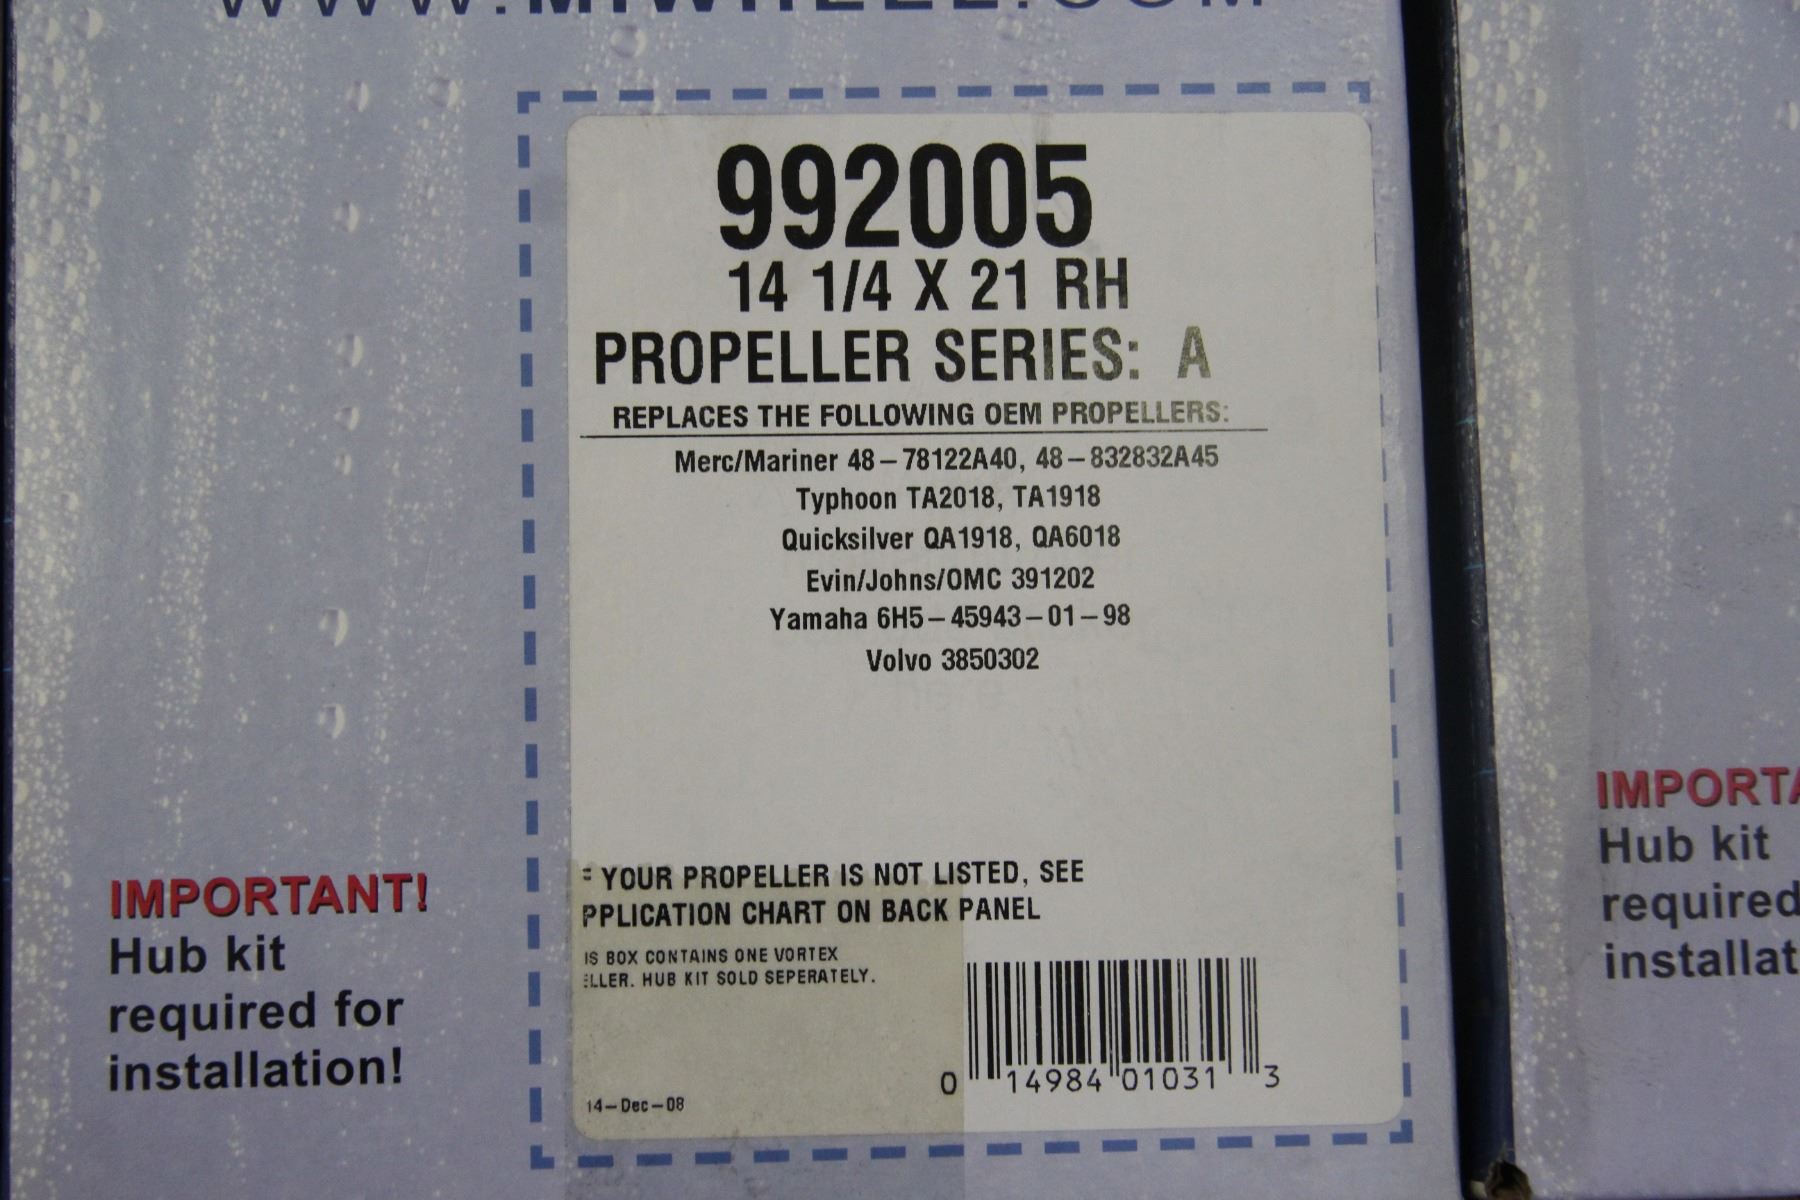 WWW.MIWHEEL.COM
992005
14 1/4 X 21 RH
PROPELLER SERIES: A
REPLACES THE FOLLOWING OEM PROPELLERS:
Merc/Mariner 48-78122A40, 48-832832A45
Typhoon TA2018, TA1918
Quicksilver QA1918, QA6018
Evin/Johns/OMC 391202
Yamaha 6H5-45943-01-98
Volvo 3850302
YOUR PROPELLER IS NOT LISTED, SEE
PPLICATION CHART ON BACK PANEL
IS BOX CONTAINS ONE VORTEX
ELLER. HUB KIT SOLD SEPERATELY.
0 14984 01031 3
14-Dec-08
IMPORTANT!
Hub kit
required for
installation!
IMPORTA
Hub kit
required
installat